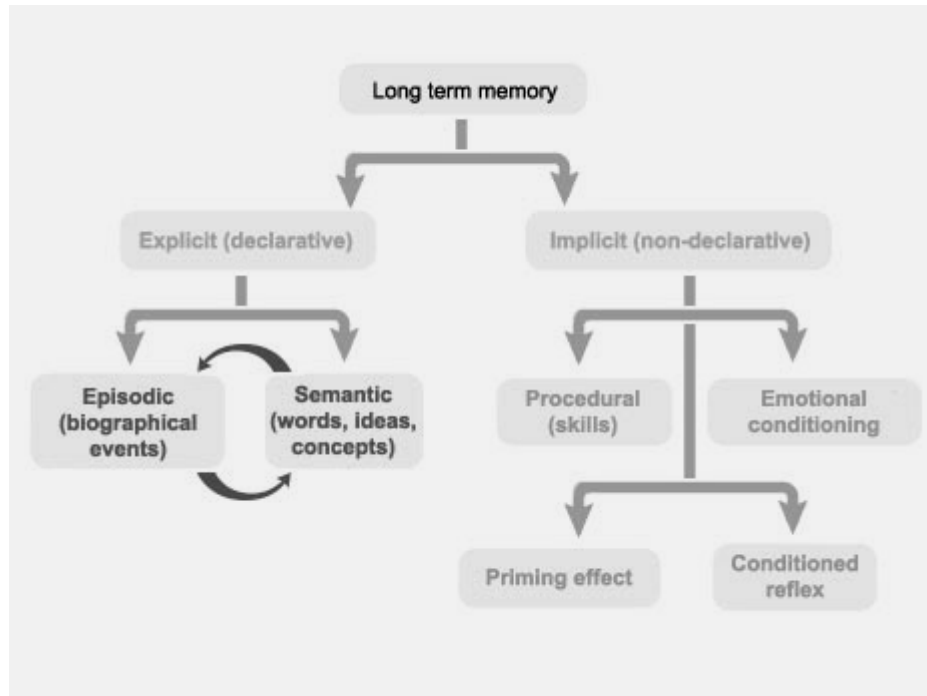 Long term memory
Explicit (declarative)
Implicit (non-declarative)
Episodic
(biographical
events)
Semantic
(words, ideas,
concepts)
Procedural
(skills)
Emotional
conditioning
Priming effect
Conditioned
reflex